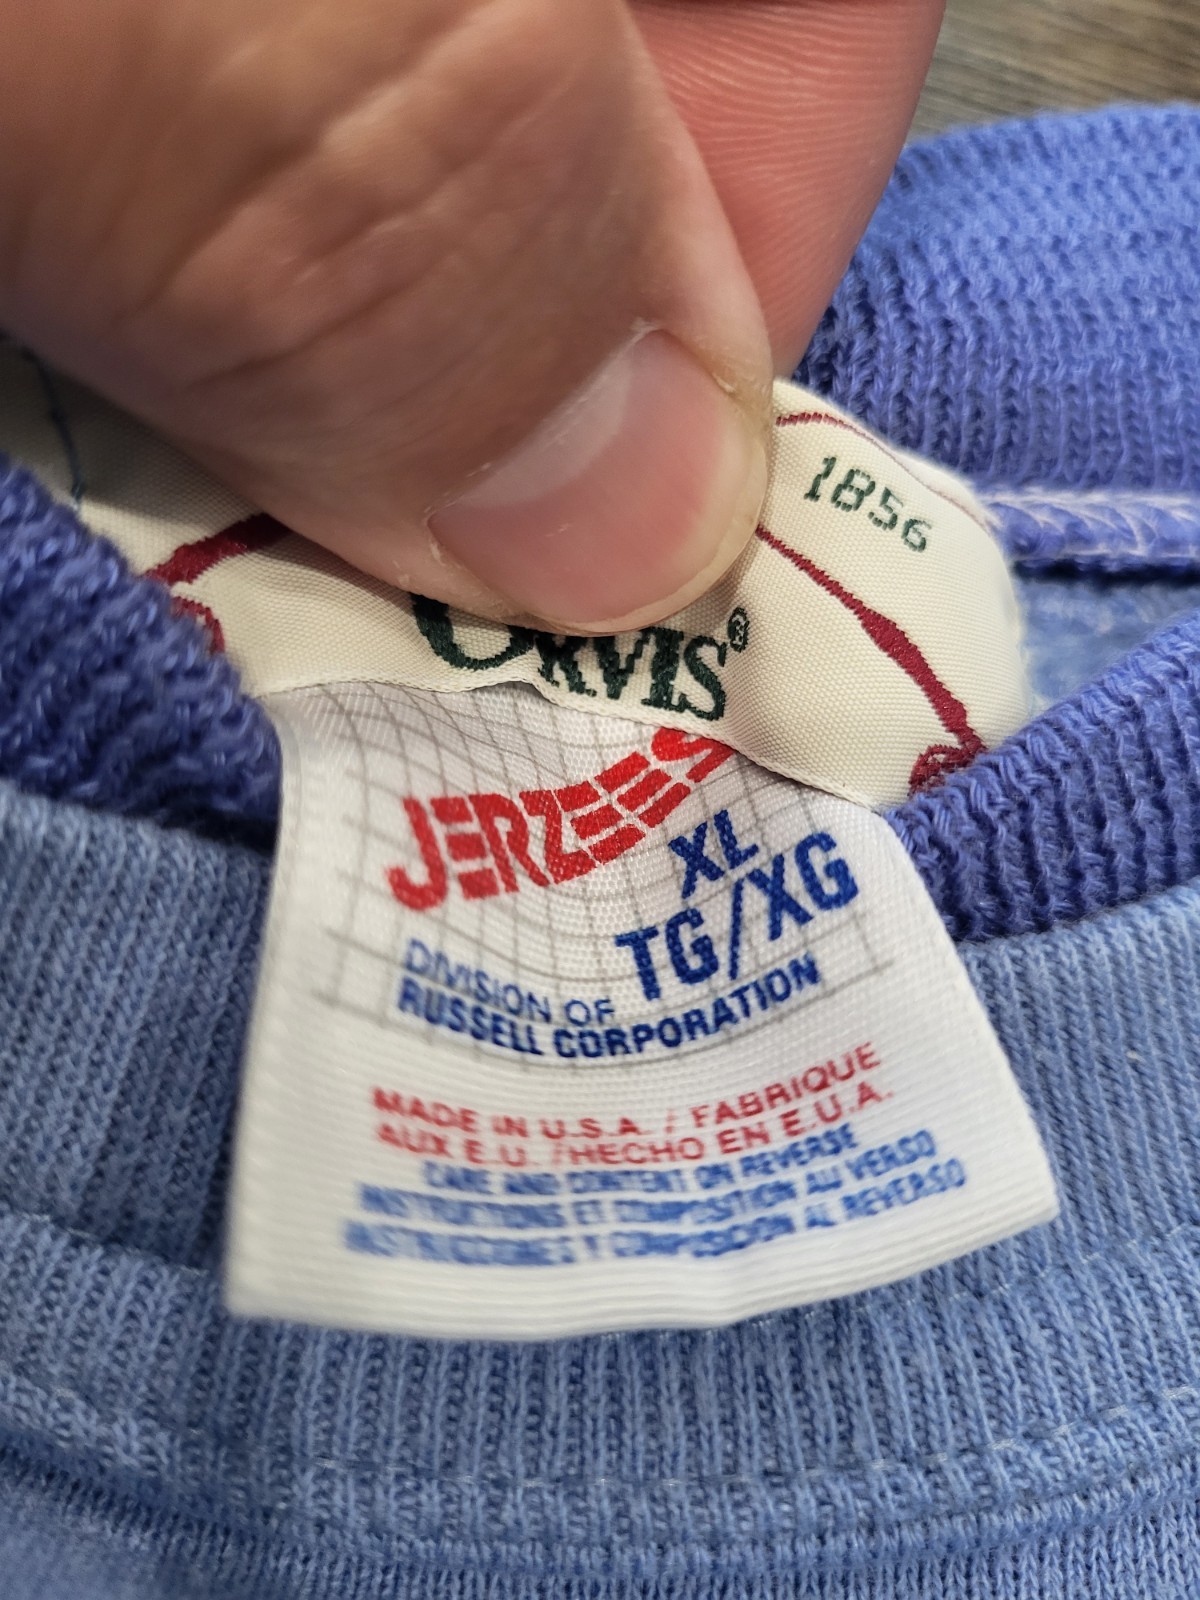 1856
ORVIS®
JERZEES
XL
TG/XG
DIVISION OF
RUSSELL CORPORATION
MADE IN U.S.A. / FABRIQUE
AUX E.U. /HECHO EN E.U.A.
CARE AND CONTENT ON REVERSE
INSTRUCTIONS ET COMPOSITION AU VERSO
INSTRUCCIONES Y COMPOSICION AL REVERSO